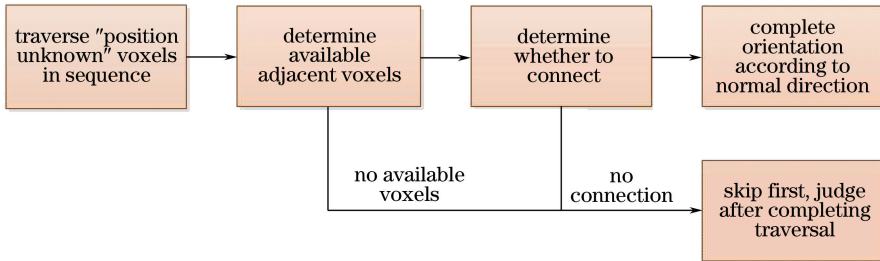 traverse "position
unknown" voxels
in sequence
determine
available
adjacent voxels
determine
whether to
connect
complete
orientation
according to
normal direction
no available
voxels
no
connection
skip first, judge
after completing
traversal